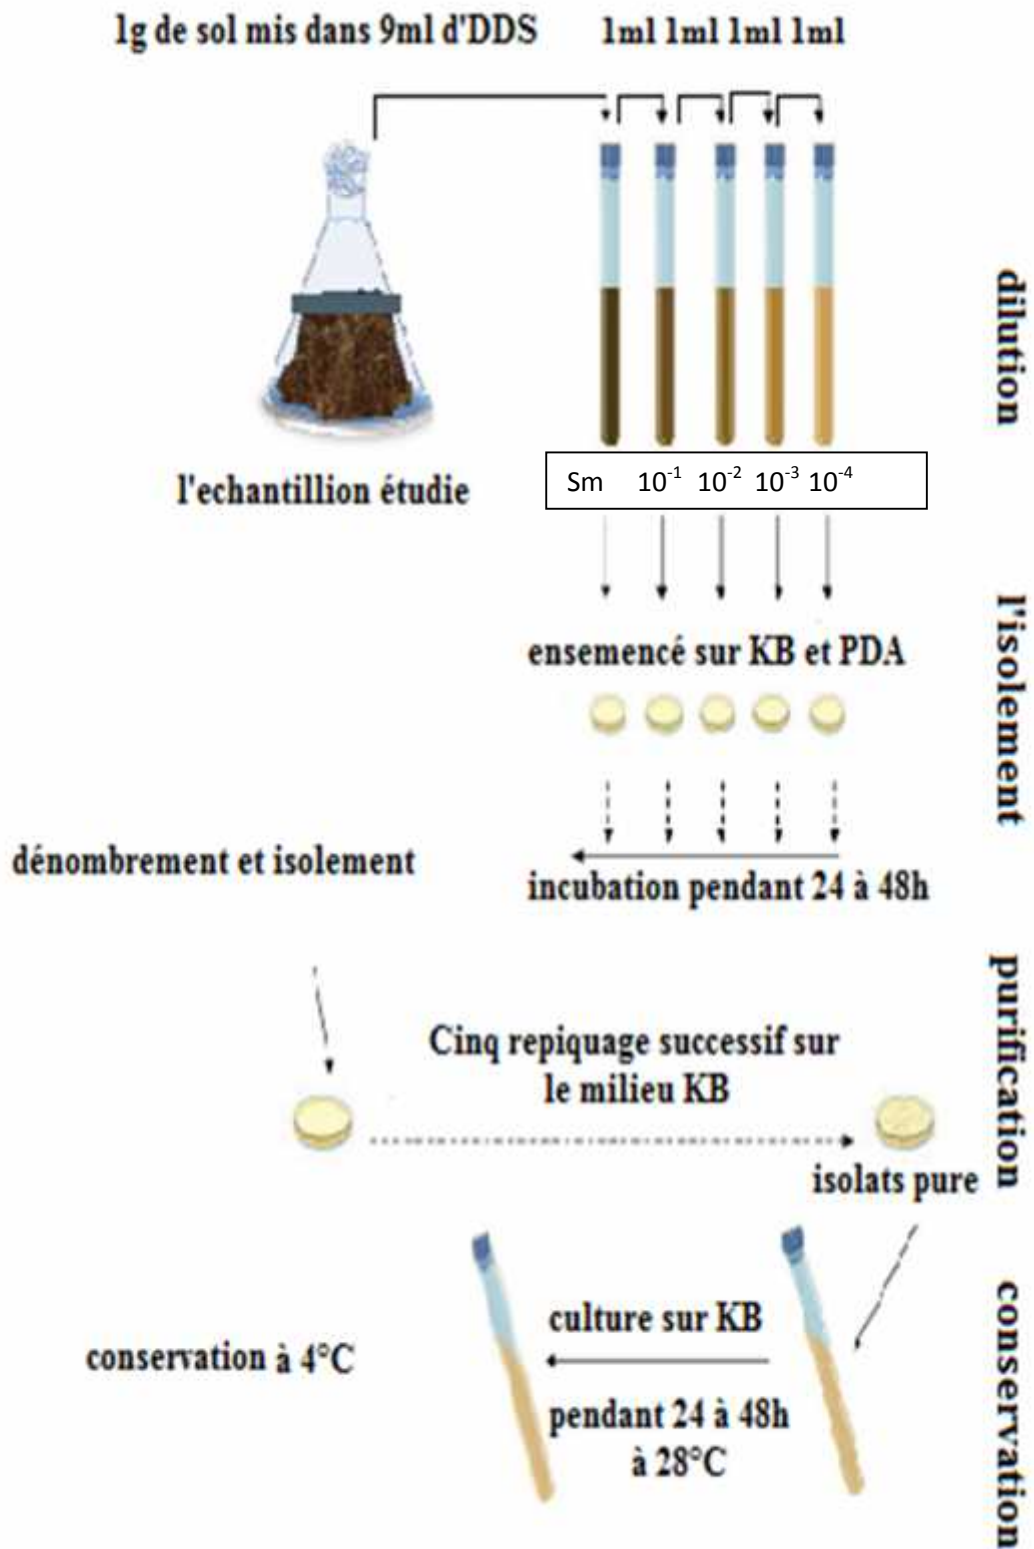 1g de sol mis dans 9ml d'DDS
1ml 1ml 1ml 1ml
dilution
l'echantillion étudie
Sm 10⁻¹ 10⁻² 10⁻³ 10⁻⁴
l'isolement
ensemencé sur KB et PDA
dénombrement et isolement
incubation pendant 24 à 48h
purification
Cinq repiquage successif sur
le milieu KB
isolats pure
conservation
culture sur KB
conservation à 4°C
pendant 24 à 48h
à 28°C